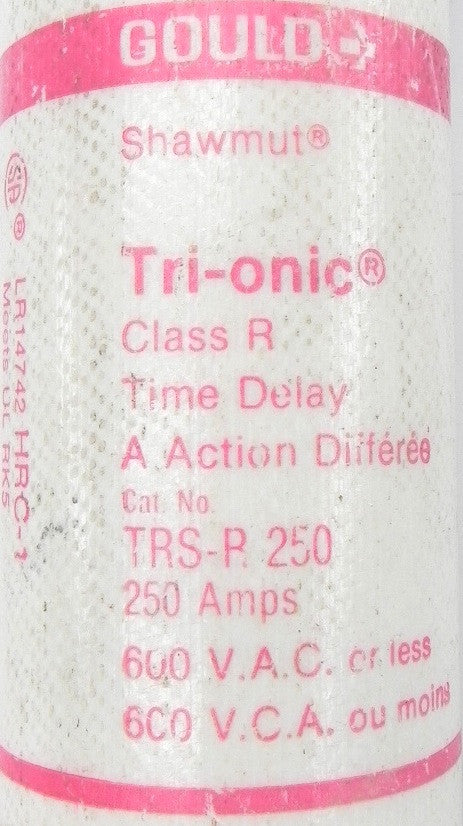 GOULD
Shawmut®
Tri-onic®
Class R
Time Delay
A Action Différée
Cat. No.
TRS-R 250
250 Amps
600 V.A.C. or less
600 V.C.A. ou moins
LR14742 HRC-1
Meets UL RK5